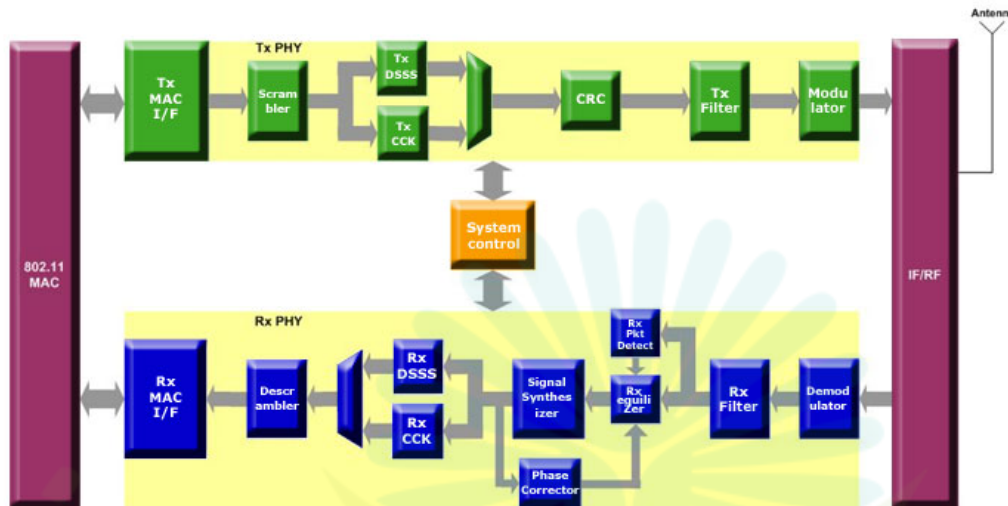 Antenn
Tx PHY
Tx
MAC
I/F
Scram
bler
Tx
DSSS
Tx
CCK
CRC
Tx
Filter
Modu
lator
802.11
MAC
System
control
IF/RF
Rx PHY
Rx
MAC
I/F
Descr
ambler
Rx
DSSS
Rx
CCK
Signal
Synthes
izer
Rx
Pkt
Detect
Rx
equili
Zer
Rx
Filter
Demod
ulator
Phase
Corrector